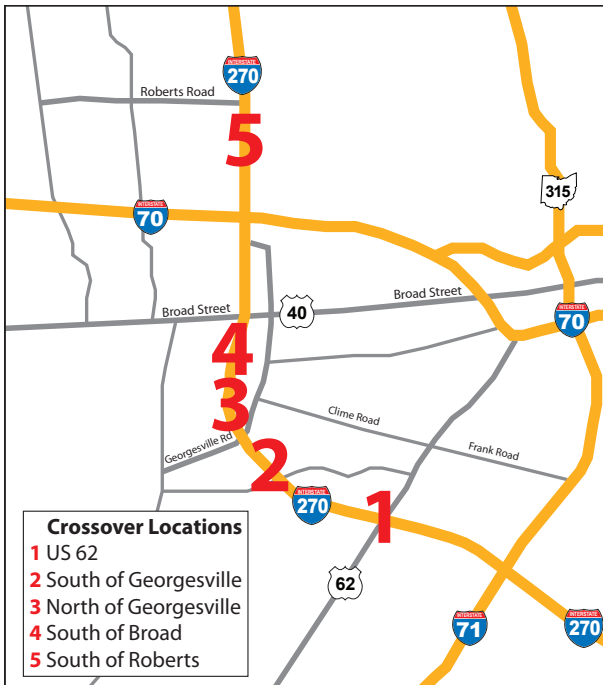 INTERSTATE
270
Roberts Road
5
315
INTERSTATE
70
Broad Street
40
Broad Street
INTERSTATE
70
4
3
Clime Road
Georgesville Rd
Frank Road
2
INTERSTATE
270
1
62
INTERSTATE
71
INTERSTATE
270
Crossover Locations
1 US 62
2 South of Georgesville
3 North of Georgesville
4 South of Broad
5 South of Roberts